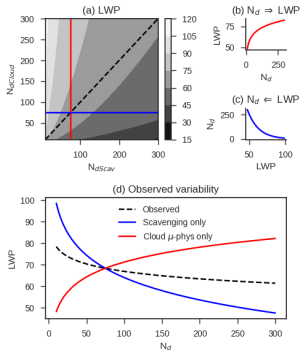 (a) LWP
300
250
200
150
100
50
N_dCloud
100
200
300
N_dScav
120
105
90
75
60
45
30
15
(b) N_d ⇒ LWP
LWP
75
50
0
250
N_d
(c) N_d ⇐ LWP
N_d
250
0
50
100
LWP
(d) Observed variability
LWP
100
90
80
70
60
50
Observed
Scavenging only
Cloud μ-phys only
0
50
100
150
200
250
300
N_d